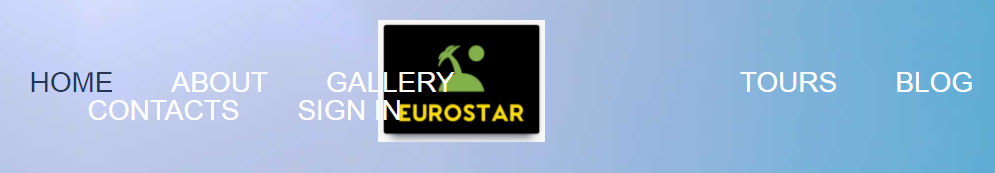 HOME ABOUT GALLERY TOURS BLOG
CONTACTS SIGN IN
EUROSTAR